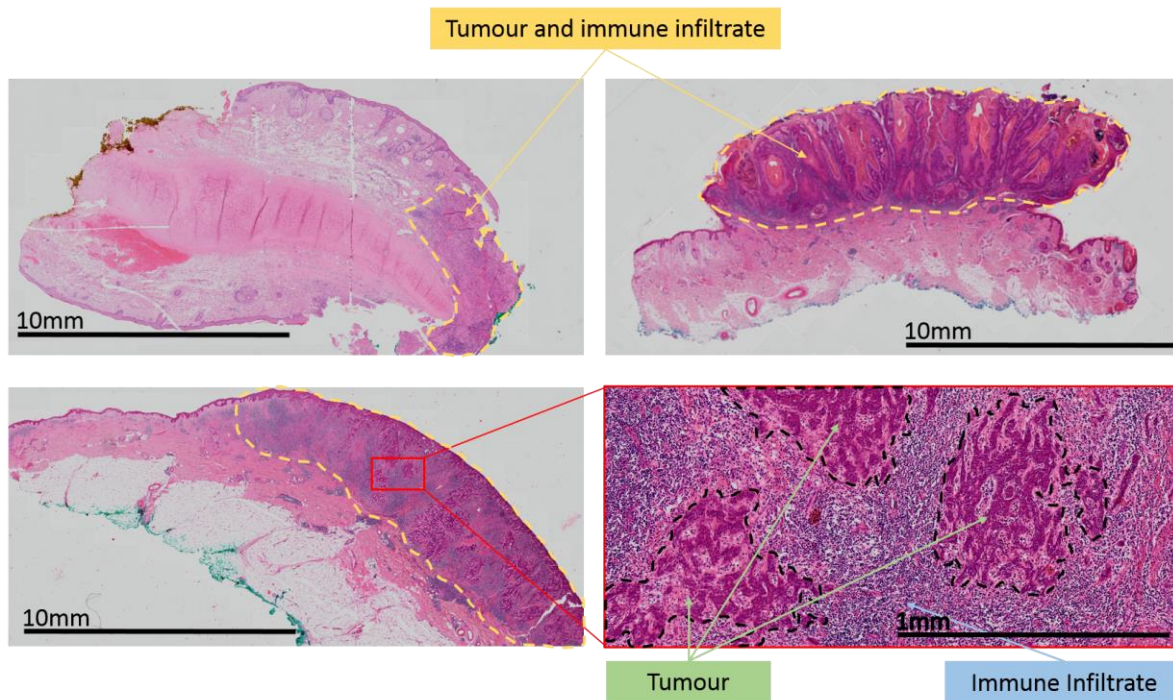 Tumour and immune infiltrate
10mm
10mm
10mm
1mm
Tumour
Immune Infiltrate